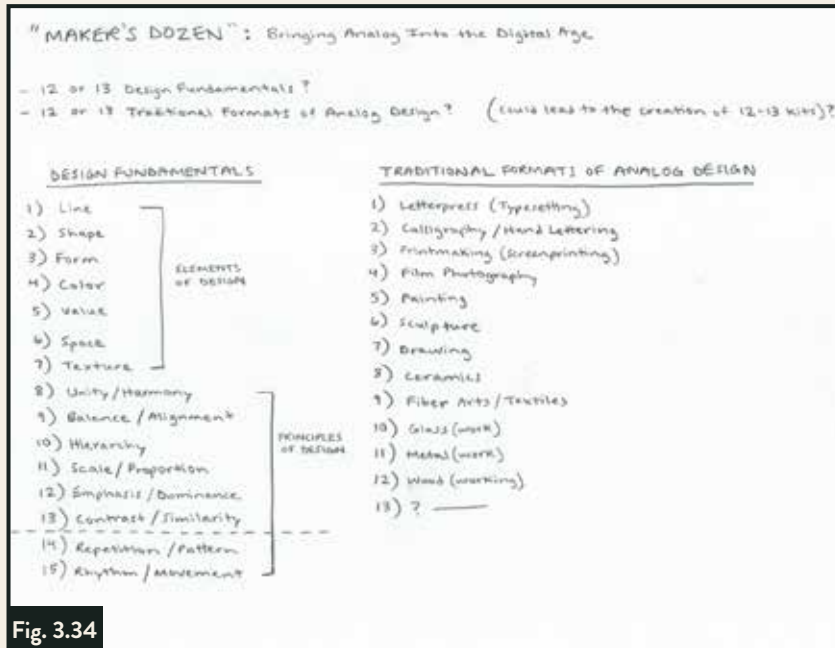 "MAKER'S DOZEN": Bringing Analog Into the Digital Age
- 12 or 13 Design Fundamentals?
- 12 or 13 Traditional Formats of Analog Design? (could lead to the creation of 12-13 kits)?
DESIGN FUNDAMENTALS
1) Line
2) Shape
3) Form
4) Color
5) Value
6) Space
7) Texture
ELEMENTS
OF DESIGN
8) Unity/Harmony
9) Balance/Alignment
10) Hierarchy
11) Scale/Proportion
12) Emphasis/Dominance
13) Contrast/Similarity
14) Repetition/Pattern
15) Rhythm/Movement
PRINCIPLES
OF DESIGN
TRADITIONAL FORMATS OF ANALOG DESIGN
1) Letterpress (Typesetting)
2) Calligraphy/Hand Lettering
3) Printmaking (Screenprinting)
4) Film Photography
5) Painting
6) Sculpture
7) Drawing
8) Ceramics
9) Fiber Arts/Textiles
10) Glass(work)
11) Metal(work)
12) Wood(working)
13) ?
Fig. 3.34